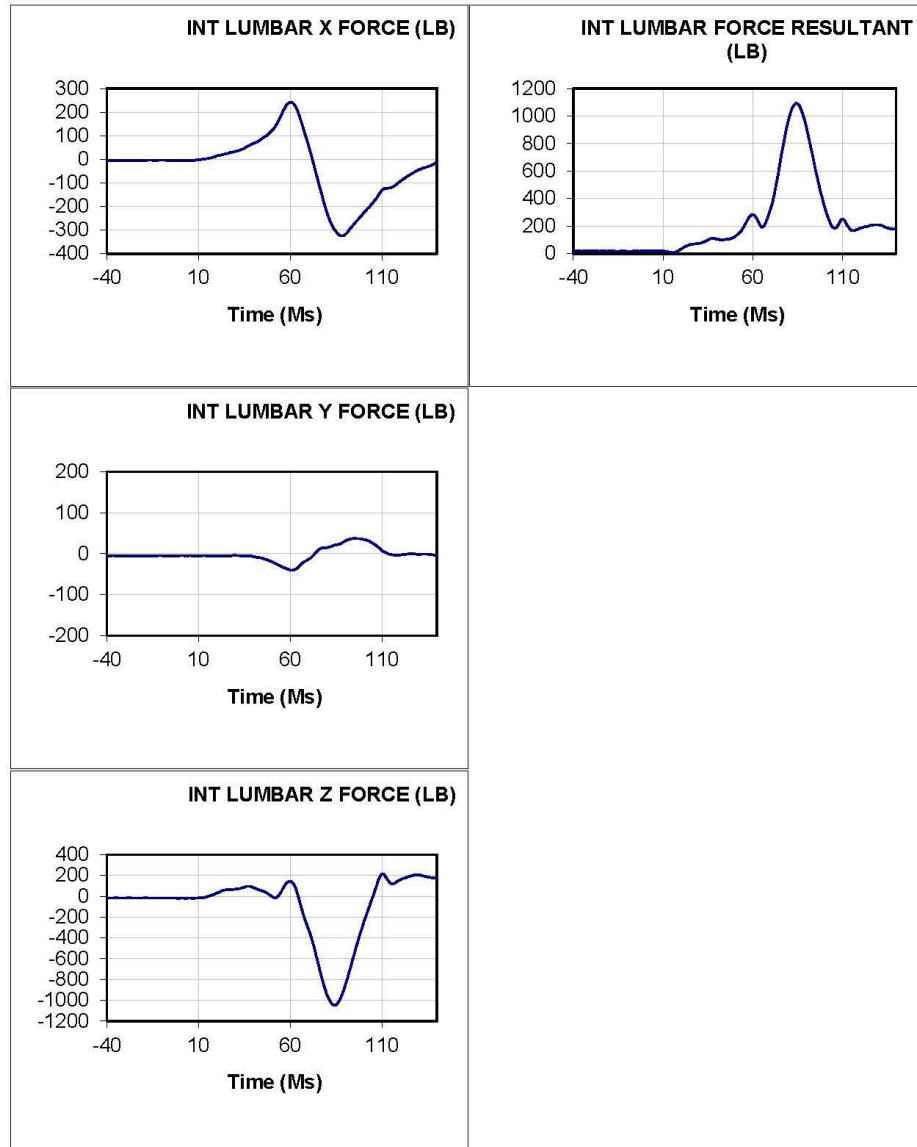 INT LUMBAR X FORCE (LB)
300
200
100
0
-100
-200
-300
-400
-40 10 60 110
Time (Ms)
INT LUMBAR FORCE RESULTANT
(LB)
1200
1000
800
600
400
200
0
-40 10 60 110
Time (Ms)
INT LUMBAR Y FORCE (LB)
200
100
0
-100
-200
-40 10 60 110
Time (Ms)
INT LUMBAR Z FORCE (LB)
400
200
0
-200
-400
-600
-800
-1000
-1200
-40 10 60 110
Time (Ms)